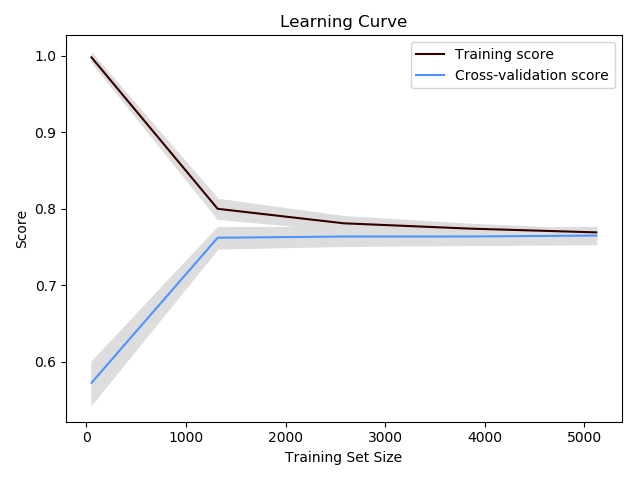 Learning Curve
Training score
Cross-validation score
1.0
0.9
0.8
0.7
0.6
Score
0 1000 2000 3000 4000 5000
Training Set Size